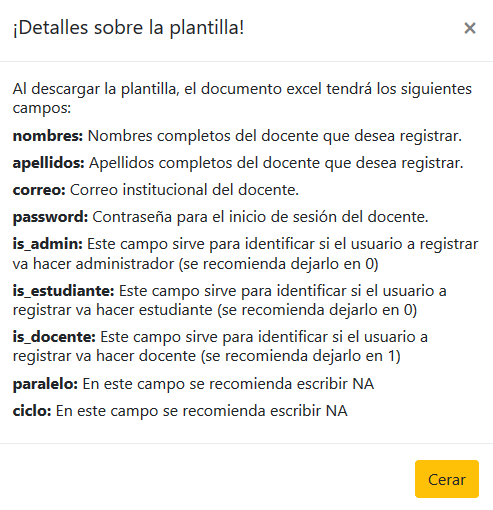 ¡Detalles sobre la plantilla!
×
Al descargar la plantilla, el documento excel tendrá los siguientes
campos:
nombres: Nombres completos del docente que desea registrar.
apellidos: Apellidos completos del docente que desea registrar.
correo: Correo institucional del docente.
password: Contraseña para el inicio de sesión del docente.
is_admin: Este campo sirve para identificar si el usuario a registrar
va hacer administrador (se recomienda dejarlo en 0)
is_estudiante: Este campo sirve para identificar si el usuario a
registrar va hacer estudiante (se recomienda dejarlo en 0)
is_docente: Este campo sirve para identificar si el usuario a
registrar va hacer docente (se recomienda dejarlo en 1)
paralelo: En este campo se recomienda escribir NA
ciclo: En este campo se recomienda escribir NA
Cerar